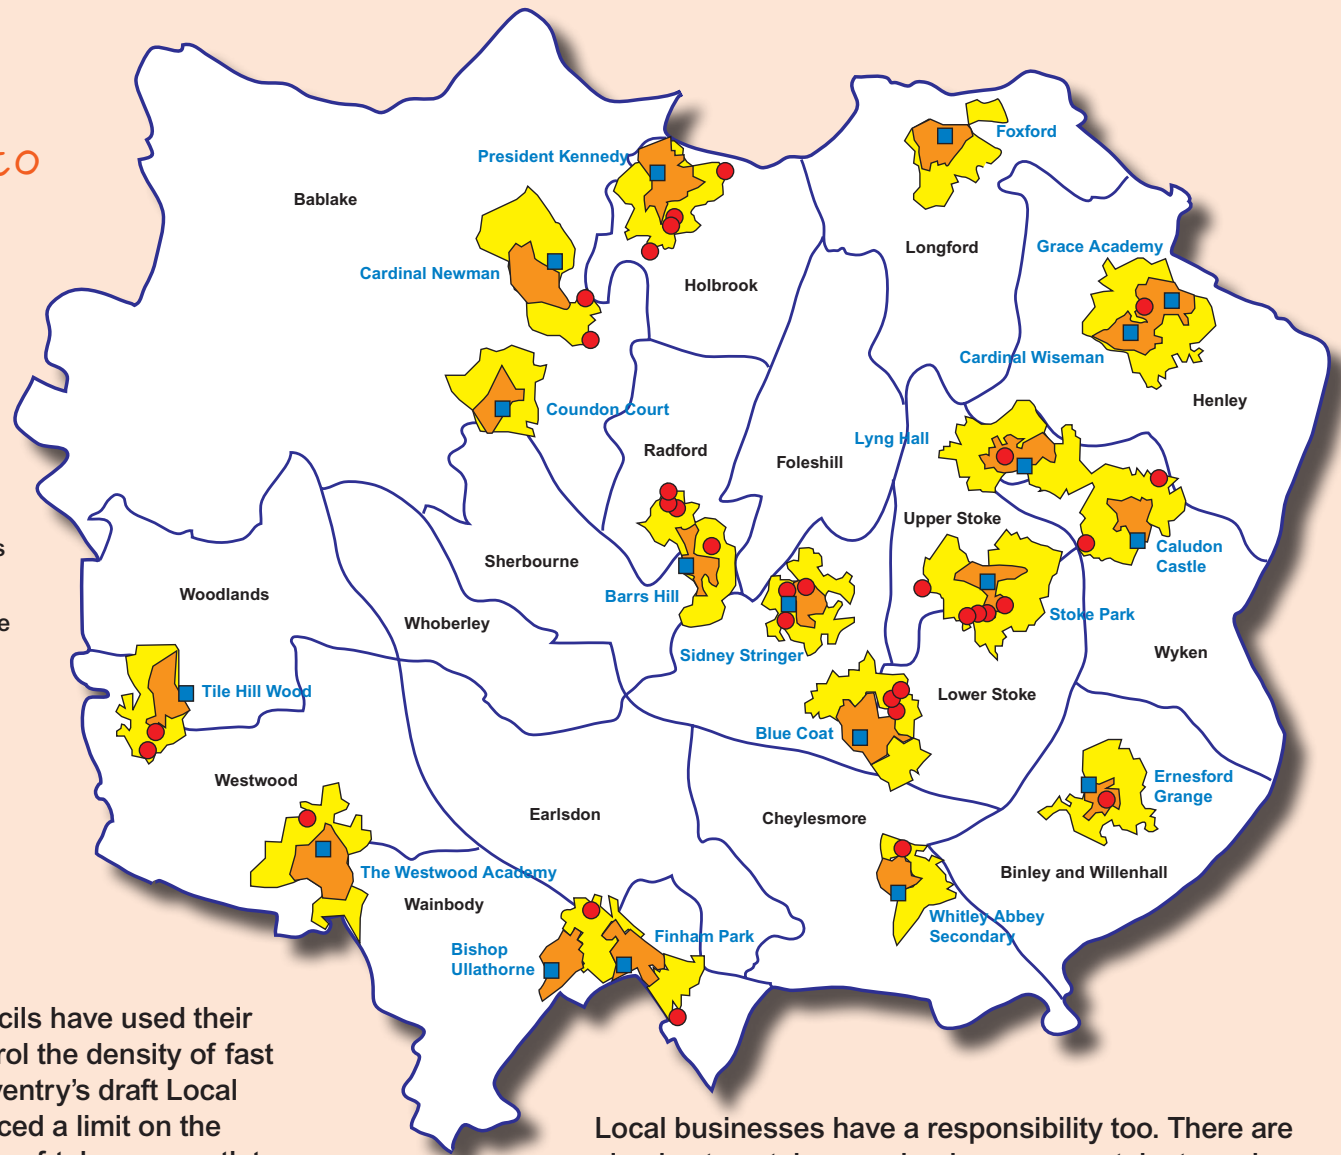 to
President Kennedy
Foxford
Bablake
Cardinal Newman
Longford
Grace Academy
Holbrook
Cardinal Wiseman
Henley
Coundon Court
Lyng Hall
Radford
Foleshill
Upper Stoke
Caludon
Castle
s
Sherbourne
Woodlands
Barrs Hill
Stoke Park
e
Whoberley
Sidney Stringer
Wyken
Tile Hill Wood
Lower Stoke
Blue Coat
Westwood
Ernesford
Grange
Earlsdon
Cheylesmore
The Westwood Academy
Binley and Willenhall
Wainbody
Whitley Abbey
Secondary
Finham Park
Bishop
Ullathorne
cils have used their
rol the density of fast
ventry’s draft Local
ced a limit on the
Local businesses have a responsibility too. There are